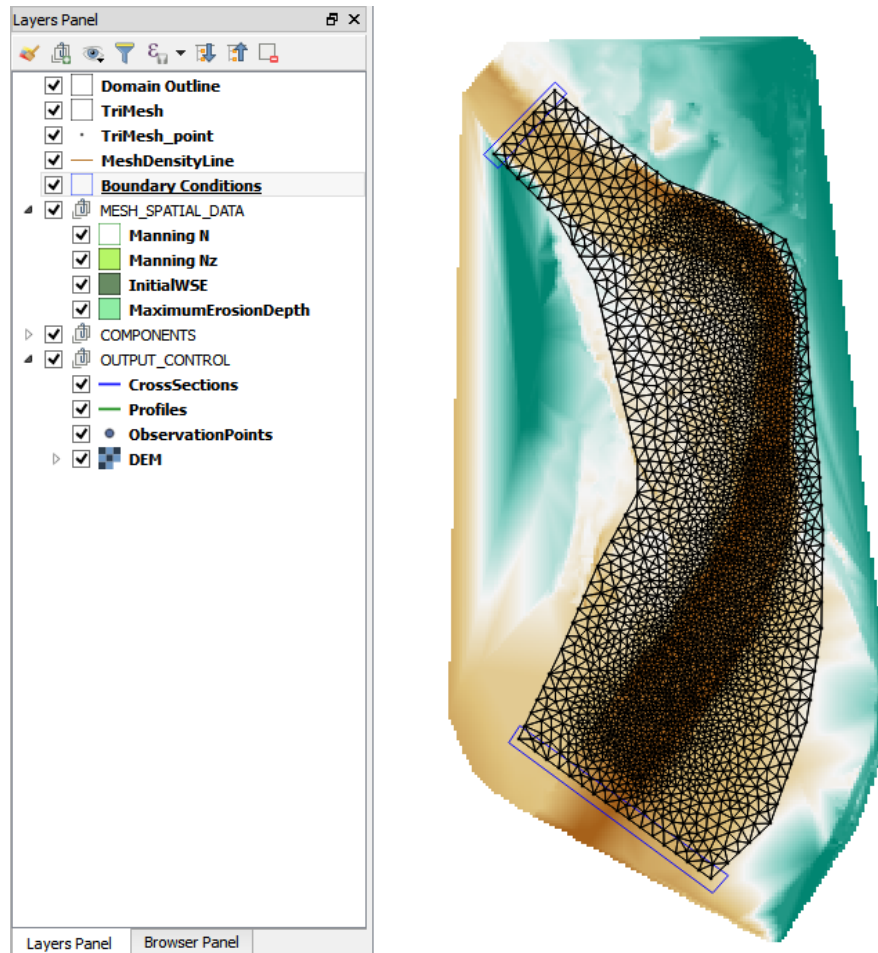 Layers Panel
Domain Outline
TriMesh
TriMesh_point
MeshDensityLine
Boundary Conditions
MESH_SPATIAL_DATA
Manning N
Manning Nz
InitialWSE
MaximumErosionDepth
COMPONENTS
OUTPUT_CONTROL
CrossSections
Profiles
ObservationPoints
DEM
Layers Panel Browser Panel